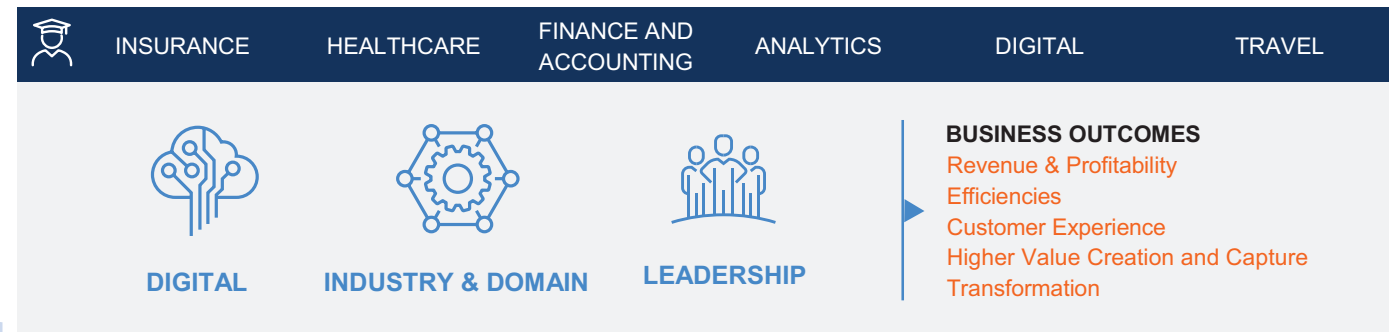 INSURANCE
HEALTHCARE
FINANCE AND
ACCOUNTING
ANALYTICS
DIGITAL
TRAVEL
DIGITAL
INDUSTRY & DOMAIN
LEADERSHIP
BUSINESS OUTCOMES
Revenue & Profitability
Efficiencies
Customer Experience
Higher Value Creation and Capture
Transformation